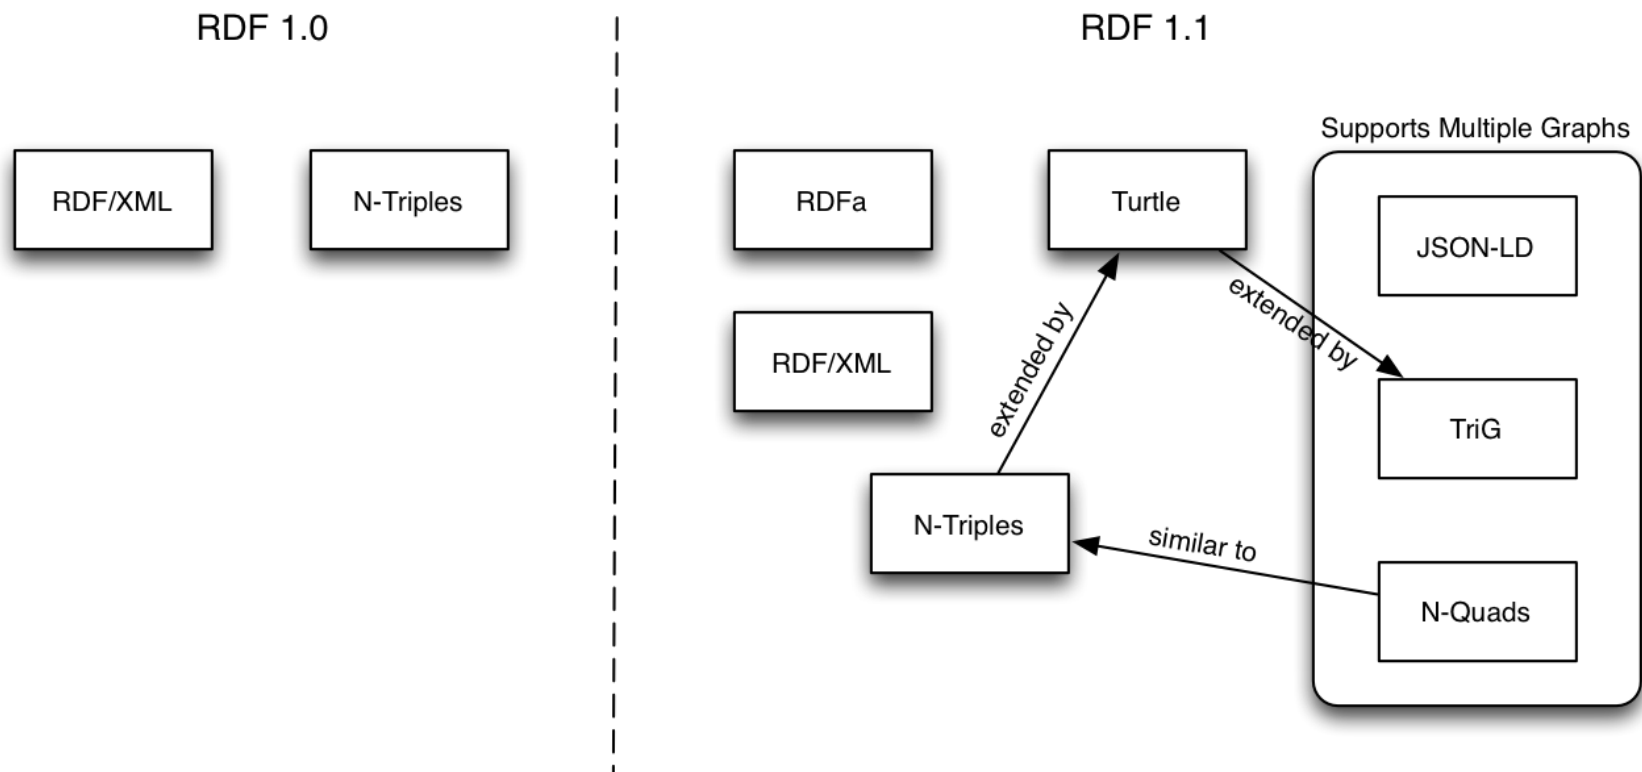 RDF 1.0
RDF 1.1
Supports Multiple Graphs
RDF/XML
N-Triples
RDFa
Turtle
JSON-LD
extended by
extended by
RDF/XML
TriG
N-Triples
similar to
N-Quads